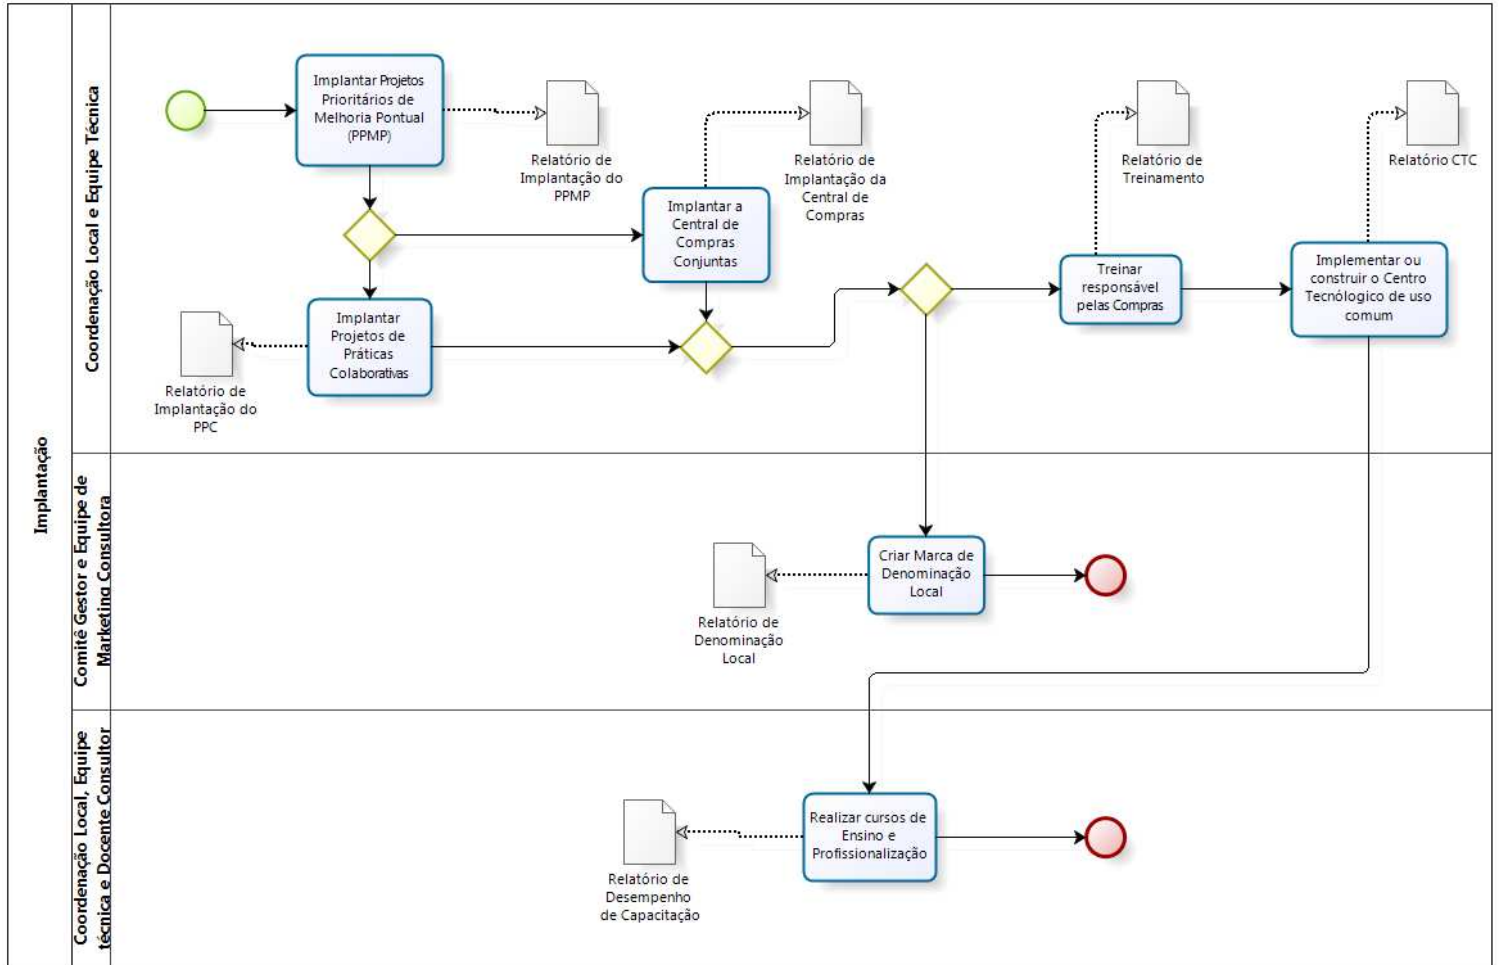 Implantação
Coordenação Local e Equipe Técnica
Implantar Projetos
Prioritários de
Melhoria Pontual
(PPMP)
Relatório de
Implantação do
PPMP
Implantar a
Central de
Compras
Conjuntas
Relatório de
Implantação da
Central de
Compras
Relatório de
Treinamento
Relatório CTC
Treinar
responsável
pelas Compras
Implementar ou
construir o Centro
Tecnólogico de uso
comum
Implantar
Projetos de
Práticas
Colaborativas
Relatório de
Implantação do
PPC
Comitê Gestor e Equipe de
Marketing Consultora
Criar Marca de
Denominação
Local
Relatório de
Denominação
Local
Coordenação Local, Equipe
técnica e Docente Consultor
Realizar cursos de
Ensino e
Profissionalização
Relatório de
Desempenho
de Capacitação